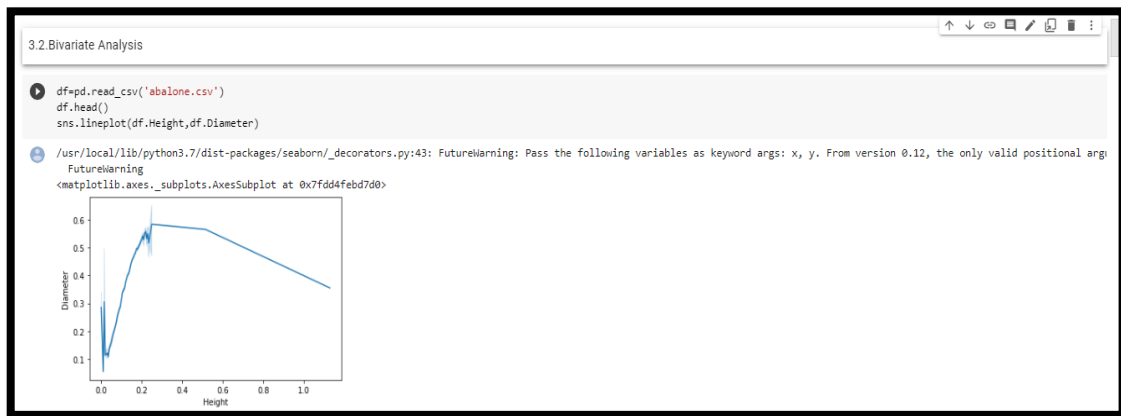 3.2.Bivariate Analysis
df=pd.read_csv('abalone.csv')
df.head()
sns.lineplot(df.Height,df.Diameter)
/usr/local/lib/python3.7/dist-packages/seaborn/_decorators.py:43: FutureWarning: Pass the following variables as keyword args: x, y. From version 0.12, the only valid positional argu
FutureWarning
<matplotlib.axes._subplots.AxesSubplot at 0x7fdd4febd7d0>
0.6
0.5
0.4
0.3
0.2
0.1
Diameter
0.0 0.2 0.4 0.6 0.8 1.0
Height